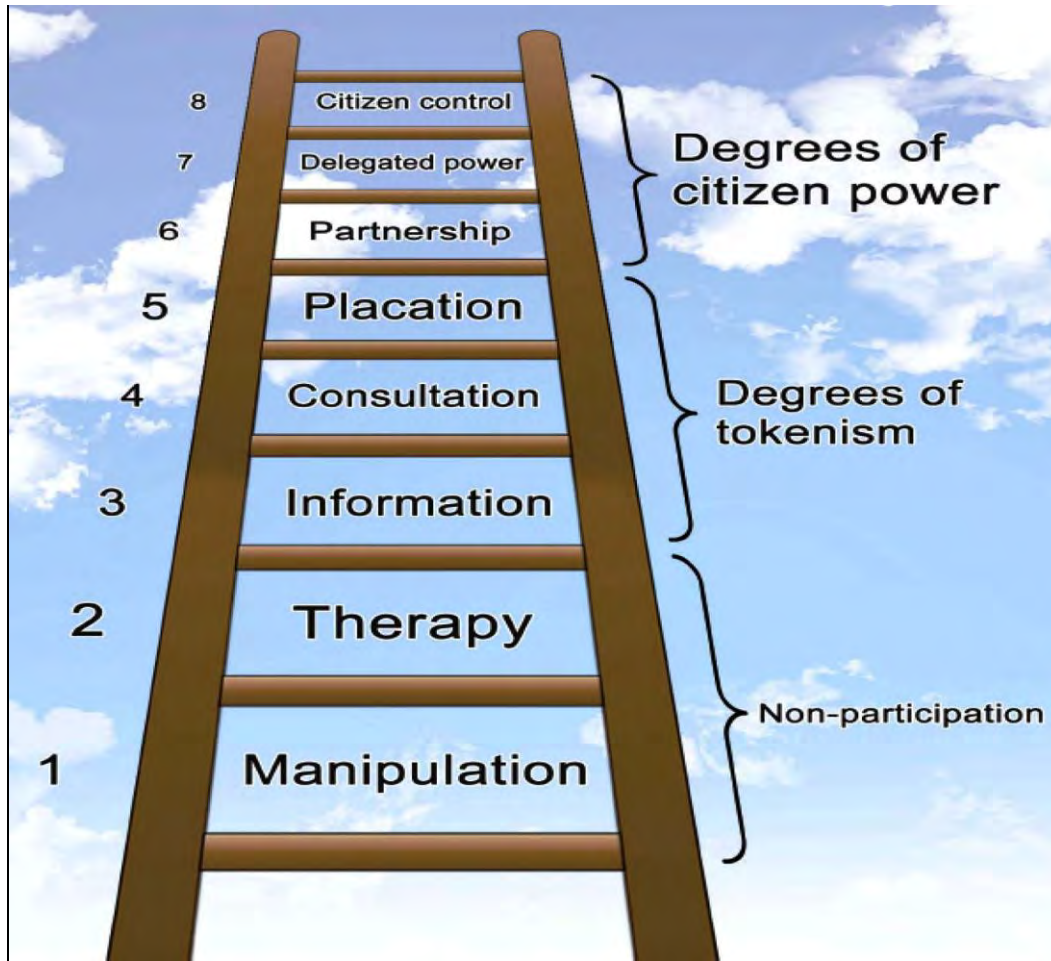 8 Citizen control
7 Delegated power
Degrees of
citizen power
6 Partnership
5 Placation
4 Consultation
Degrees of
tokenism
3 Information
2 Therapy
Non-participation
1 Manipulation